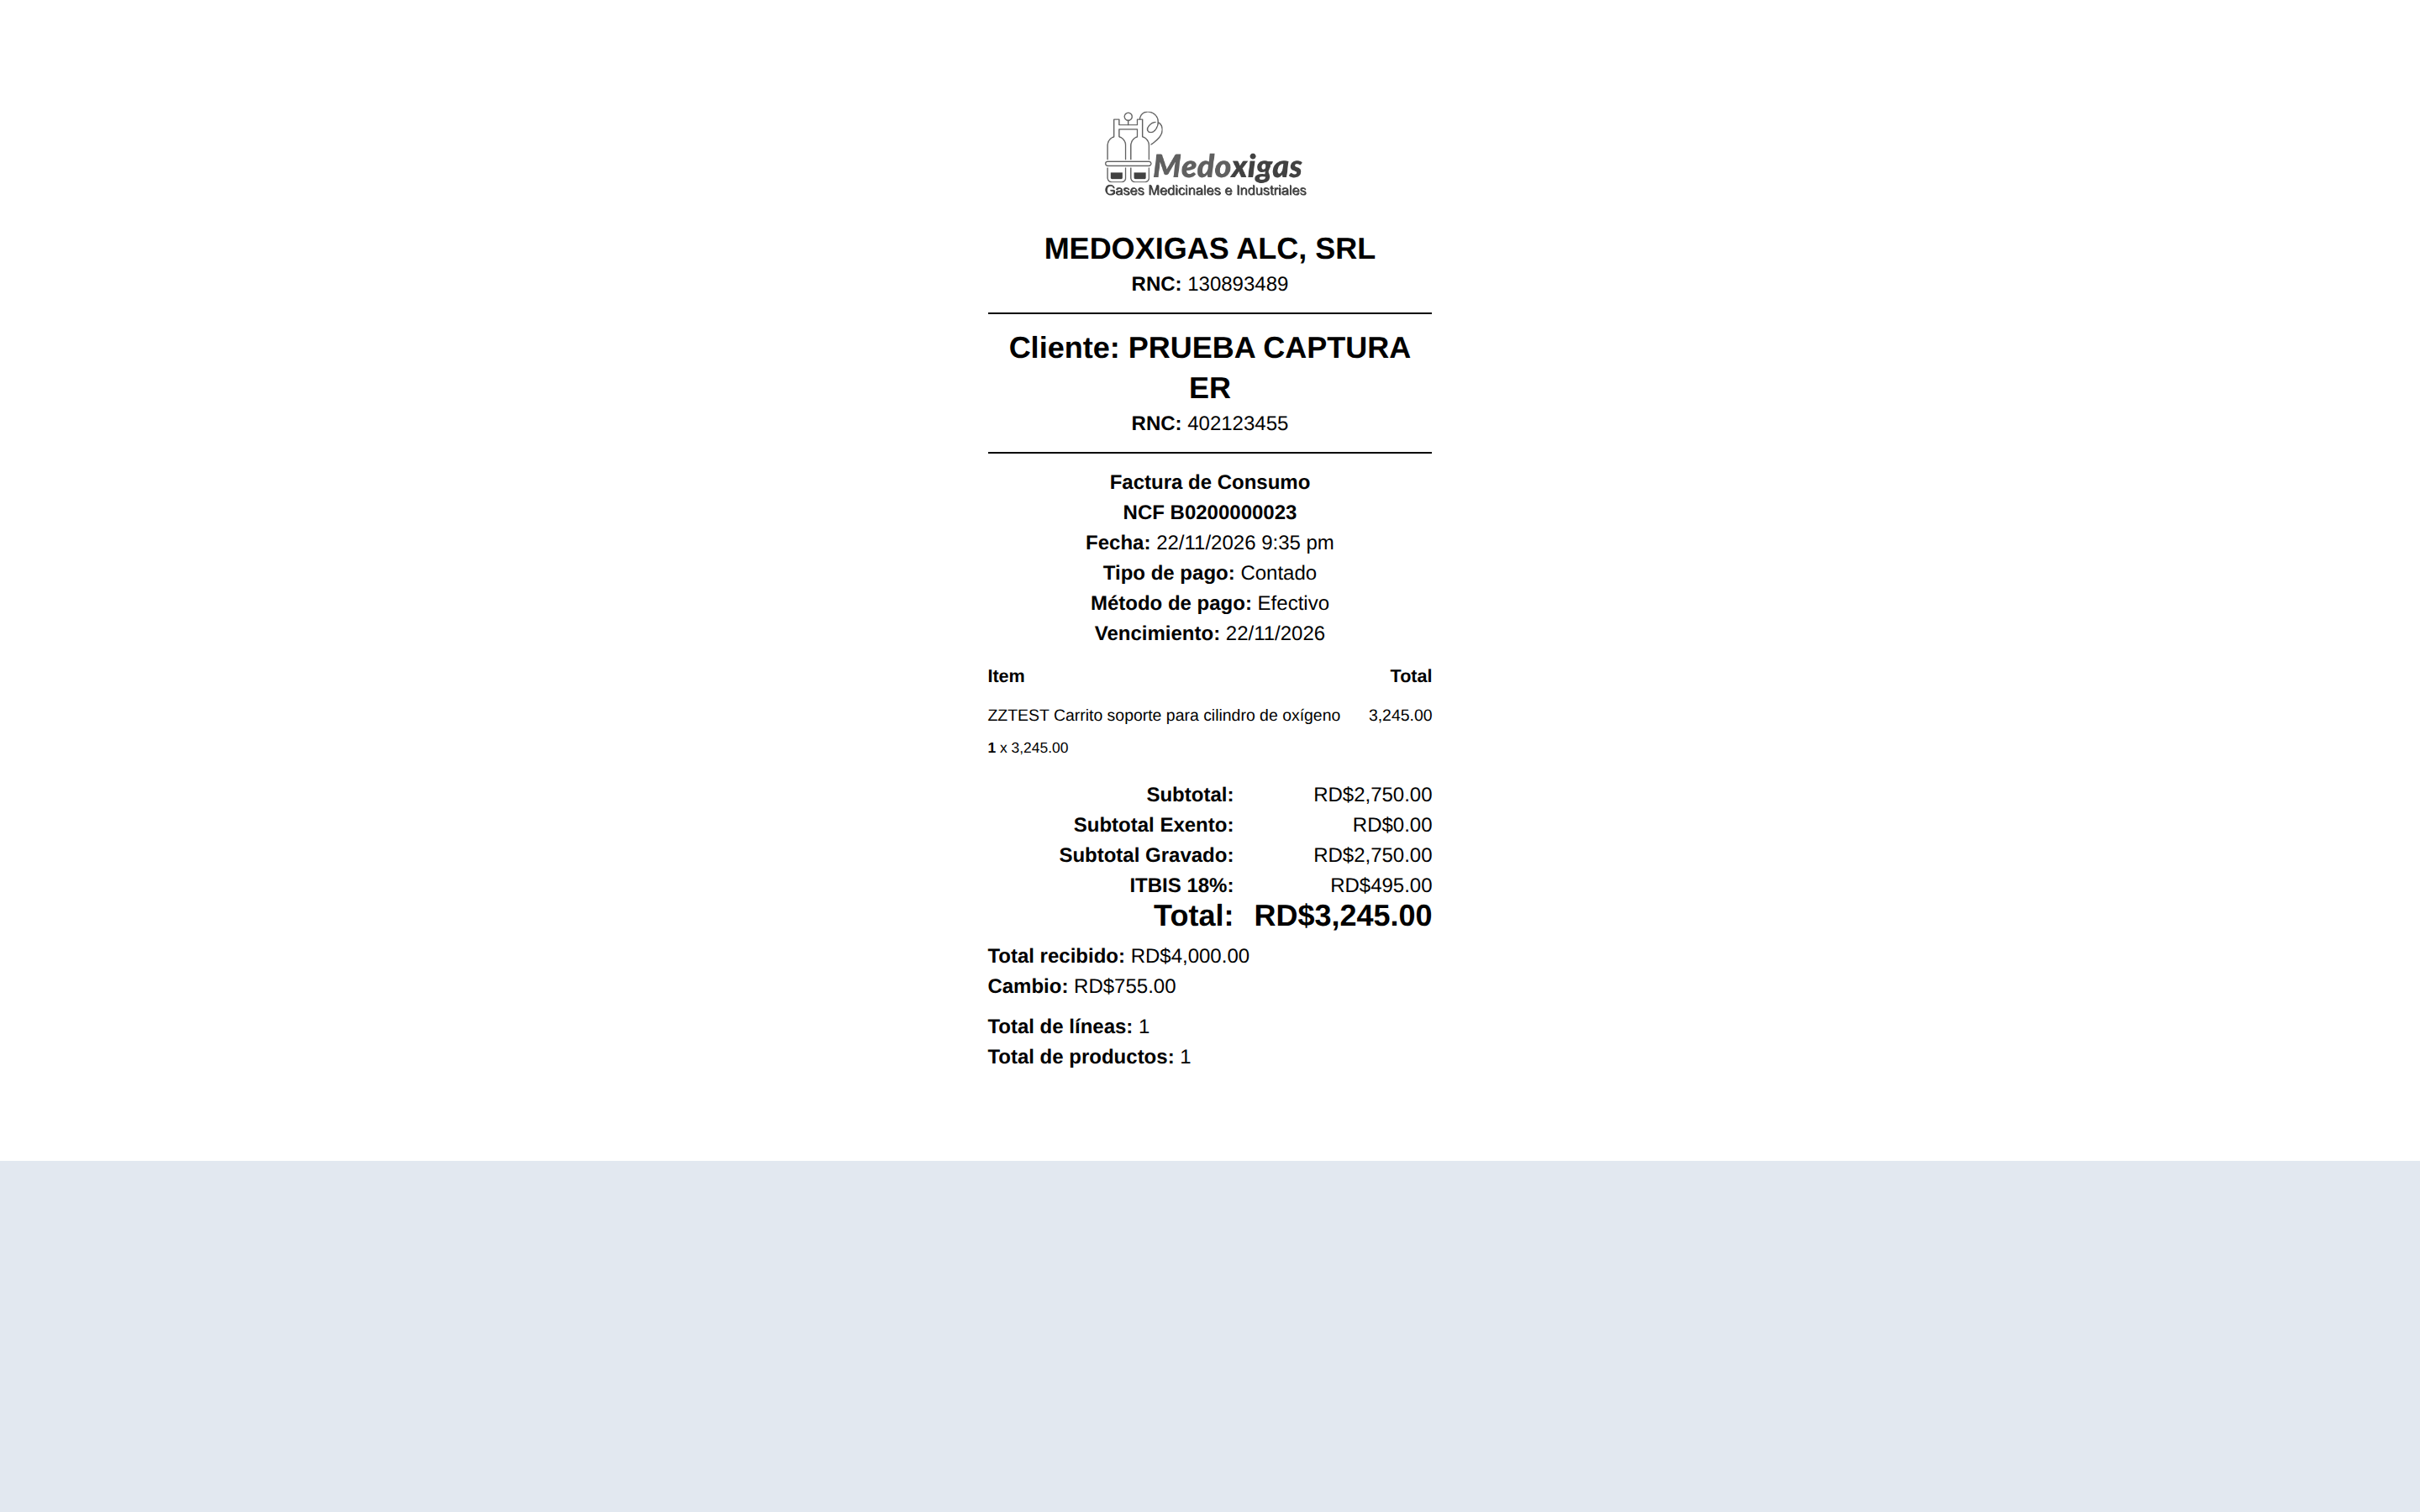 Medoxigas
Gases Medicinales e Industriales
MEDOXIGAS ALC, SRL
RNC: 130893489
Cliente: PRUEBA CAPTURA
ER
RNC: 402123455
Factura de Consumo
NCF B0200000023
Fecha: 22/11/2026 9:35 pm
Tipo de pago: Contado
Método de pago: Efectivo
Vencimiento: 22/11/2026
Item Total
ZZTEST Carrito soporte para cilindro de oxígeno 3,245.00
1 x 3,245.00
Subtotal: RD$2,750.00
Subtotal Exento: RD$0.00
Subtotal Gravado: RD$2,750.00
ITBIS 18%: RD$495.00
Total: RD$3,245.00
Total recibido: RD$4,000.00
Cambio: RD$755.00
Total de líneas: 1
Total de productos: 1